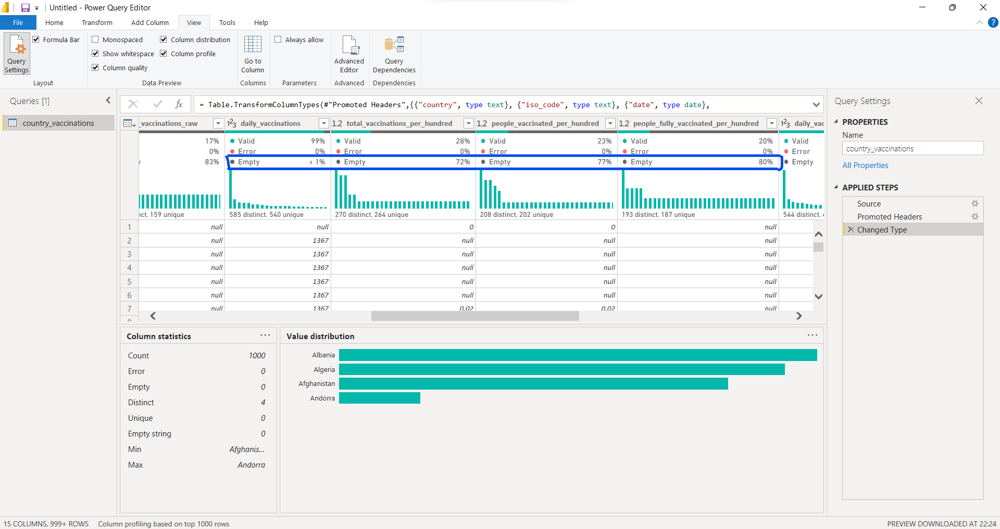 Untitled - Power Query Editor
File Home Transform Add Column View Tools Help
Query Settings
Formula Bar
Layout
Monospaced
Show whitespace
Column quality
Column distribution
Column profile
Data Preview
Go to Column
Columns
Always allow
Parameters
Advanced Editor
Advanced
Query Dependencies
Dependencies
Queries [1]
country_vaccinations
fx
= Table.TransformColumnTypes(#"Promoted Headers",{{"country", type text}, {"iso_code", type text}, {"date", type date},
_vaccinations_raw 123 daily_vaccinations 1.2 total_vaccinations_per_hundred 1.2 people_vaccinated_per_hundred 1.2 people_fully_vaccinated_per_hundred 123 daily_vac
17% Valid 99% Valid 28% Valid 23% Valid 20% Valid
0% Error 0% Error 0% Error 0% Error 0% Error
83% Empty < 1% Empty 72% Empty 77% Empty 80% Empty
159 unique 585 distinct, 540 unique 270 distinct, 264 unique 208 distinct, 202 unique 193 distinct, 187 unique 544 distinct,
1 null null 0 0 null
2 null 1367 null null null
3 null 1367 null null null
4 null 1367 null null null
5 null 1367 null null null
6 null 1367 null null null
7 null 1367 0.02 0.02 null
Column statistics ...
Count 1000
Error 0
Empty 0
Distinct 4
Unique 0
Empty string 0
Min Afghanis...
Max Andorra
Value distribution ...
Albania
Algeria
Afghanistan
Andorra
Query Settings
PROPERTIES
Name
country_vaccinations
All Properties
APPLIED STEPS
Source
Promoted Headers
Changed Type
15 COLUMNS, 999+ ROWS Column profiling based on top 1000 rows PREVIEW DOWNLOADED AT 22:24